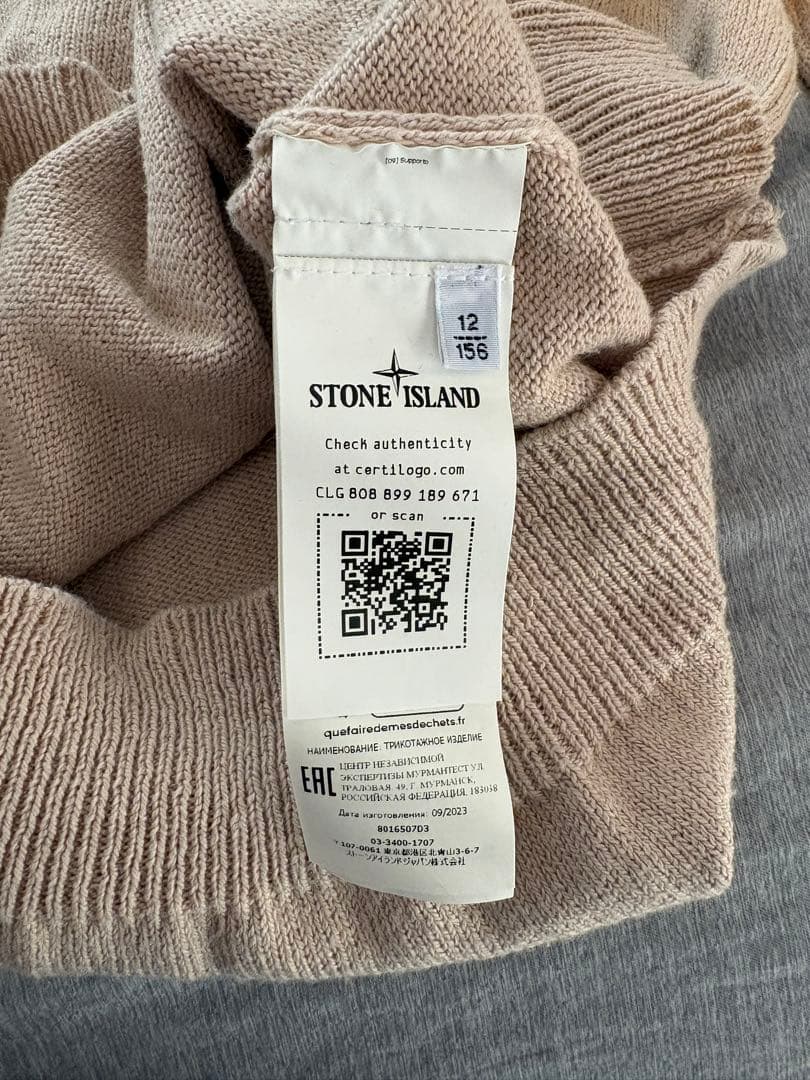 [09] Supporto
12
156
STONE ISLAND
Check authenticity
at certilogo.com
CLG 808 899 189 671
or scan
quefairedemesdechets.fr
НАИМЕНОВАНИЕ: ТРИКОТАЖНОЕ ИЗДЕЛИЕ
EAC
ЦЕНТР НЕЗАВИСИМОЙ
ЭКСПЕРТИЗЫ МУРМАНТЕСТ УЛ.
ТРАЛОВАЯ, 49, Г. МУРМАНСК,
РОССИЙСКАЯ ФЕДЕРАЦИЯ, 183038
Дата изготовления: 09/2023
8016507D3
03-3400-1707
〒107-0061 東京都港区北青山3-6-7
ストーンアイランドジャパン株式会社